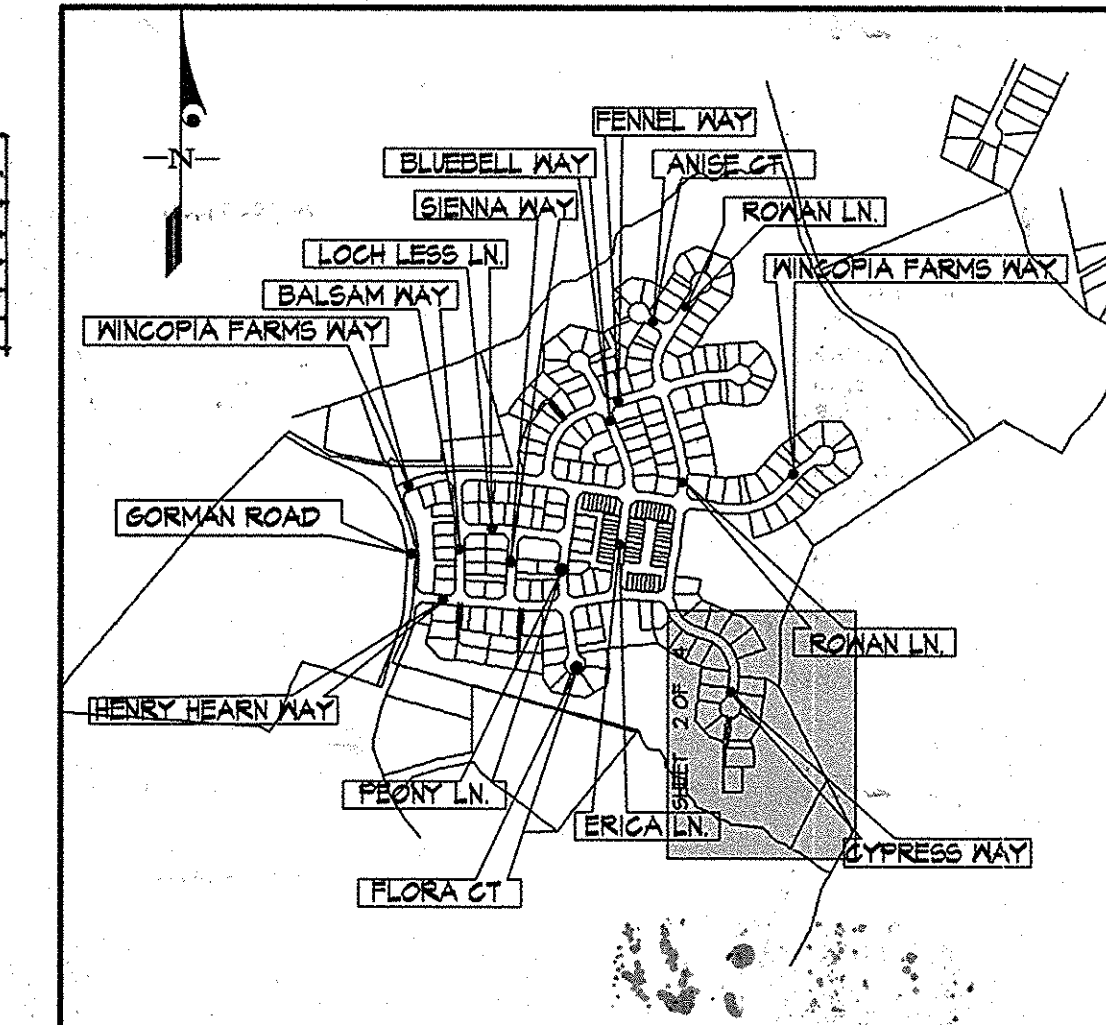 FENNEL WAY
BLUEBELL WAY
ANISE CT
N
SIENNA WAY
ROWAN LN.
LOCH LESS LN.
WINCOPIA FARMS WAY
BALSAM WAY
WINCOPIA FARMS WAY
GORMAN ROAD
ROWAN LN.
SHEET 2 OF 4
HENRY HEARN WAY
PEONY LN.
ERICA LN.
CYPRESS WAY
FLORA CT